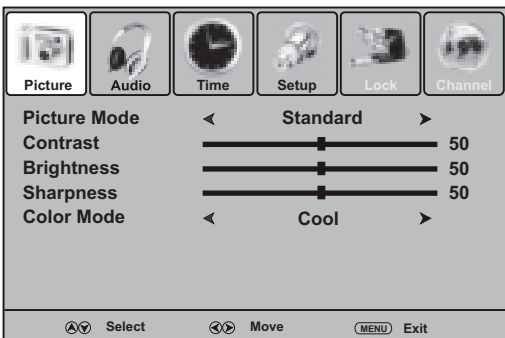 Picture Audio Time Setup Lock Channel
Picture Mode Standard
Contrast 50
Brightness 50
Sharpness 50
Color Mode Cool
Select Move MENU Exit